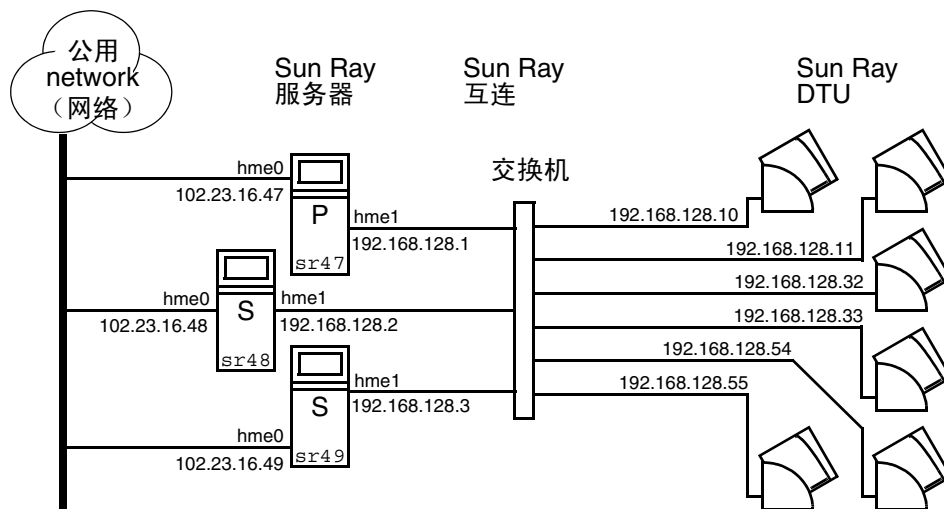 公用
network
（网络）
Sun Ray
服务器
Sun Ray
互连
Sun Ray
DTU
交换机
hme0
102.23.16.47
P
sr47
hme1
192.168.128.1
hme0
102.23.16.48
S
sr48
hme1
192.168.128.2
hme0
102.23.16.49
S
sr49
hme1
192.168.128.3
192.168.128.10
192.168.128.11
192.168.128.32
192.168.128.33
192.168.128.54
192.168.128.55